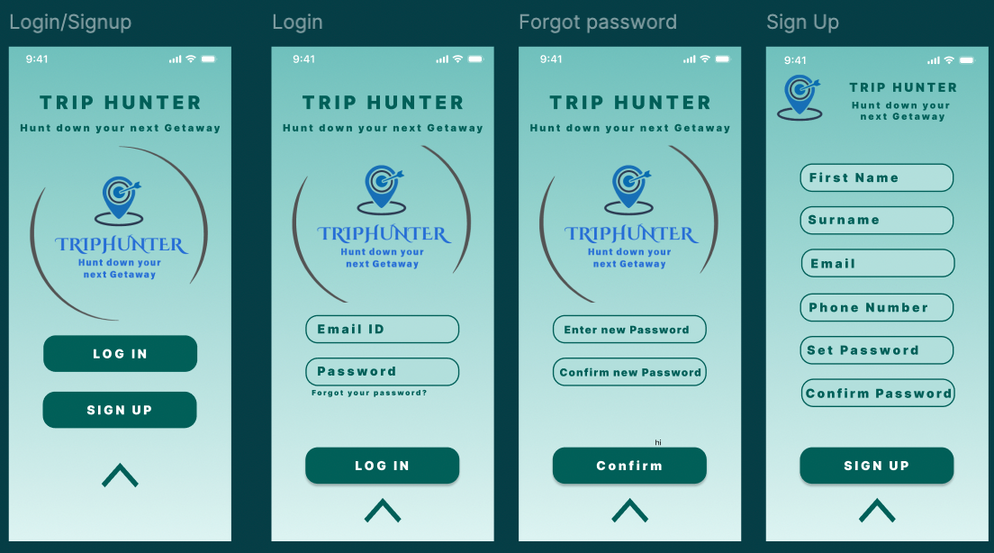 Login/Signup
9:41
TRIP HUNTER
Hunt down your next Getaway
TRIPHUNTER
Hunt down your
next Getaway
LOG IN
SIGN UP
Login
9:41
TRIP HUNTER
Hunt down your next Getaway
TRIPHUNTER
Hunt down your
next Getaway
Email ID
Password
Forgot your password?
LOG IN
Forgot password
9:41
TRIP HUNTER
Hunt down your next Getaway
TRIPHUNTER
Hunt down your
next Getaway
Enter new Password
Confirm new Password
hi
Confirm
Sign Up
9:41
TRIP HUNTER
Hunt down your
next Getaway
First Name
Surname
Email
Phone Number
Set Password
Confirm Password
SIGN UP